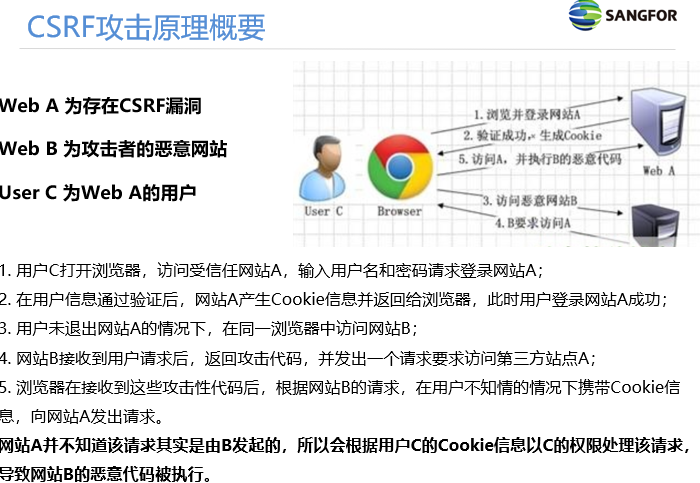 CSRF攻击原理概要
SANGFOR
Web A 为存在CSRF漏洞
Web B 为攻击者的恶意网站
User C 为Web A的用户
1.浏览并登录网站A
2.验证成功，生成Cookie
5.访问A，并执行B的恶意代码
3.访问恶意网站B
4.B要求访问A
Web A
User C
Browser
1. 用户C打开浏览器，访问受信任网站A，输入用户名和密码请求登录网站A；
2. 在用户信息通过验证后，网站A产生Cookie信息并返回给浏览器，此时用户登录网站A成功；
3. 用户未退出网站A的情况下，在同一浏览器中访问网站B；
4. 网站B接收到用户请求后，返回攻击代码，并发出一个请求要求访问第三方站点A；
5. 浏览器在接收到这些攻击性代码后，根据网站B的请求，在用户不知情的情况下携带Cookie信
息，向网站A发出请求。
网站A并不知道该请求其实是由B发起的，所以会根据用户C的Cookie信息以C的权限处理该请求，
导致网站B的恶意代码被执行。